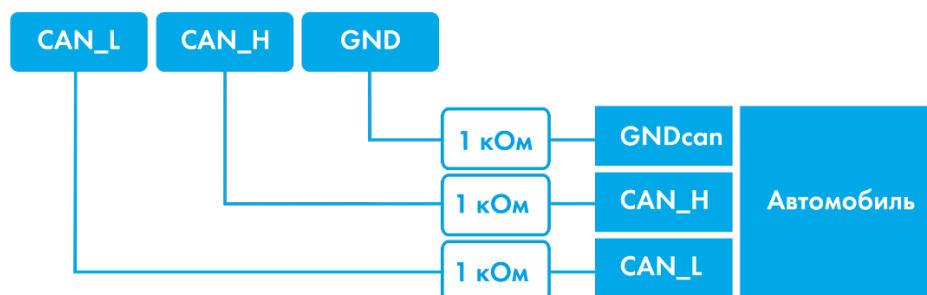 CAN_L
CAN_H
GND
1 кОм
GNDcan
1 кОм
CAN_H
Автомобиль
1 кОм
CAN_L